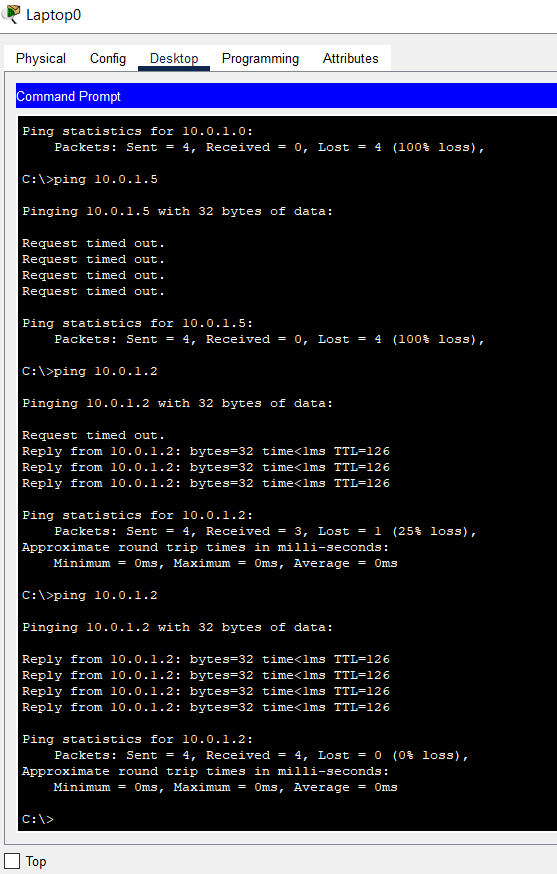 Laptop0
Physical Config Desktop Programming Attributes
Command Prompt
Ping statistics for 10.0.1.0:
    Packets: Sent = 4, Received = 0, Lost = 4 (100% loss),
C:\>ping 10.0.1.5
Pinging 10.0.1.5 with 32 bytes of data:
Request timed out.
Request timed out.
Request timed out.
Request timed out.
Ping statistics for 10.0.1.5:
    Packets: Sent = 4, Received = 0, Lost = 4 (100% loss),
C:\>ping 10.0.1.2
Pinging 10.0.1.2 with 32 bytes of data:
Request timed out.
Reply from 10.0.1.2: bytes=32 time<1ms TTL=126
Reply from 10.0.1.2: bytes=32 time<1ms TTL=126
Reply from 10.0.1.2: bytes=32 time<1ms TTL=126
Ping statistics for 10.0.1.2:
    Packets: Sent = 4, Received = 3, Lost = 1 (25% loss),
Approximate round trip times in milli-seconds:
    Minimum = 0ms, Maximum = 0ms, Average = 0ms
C:\>ping 10.0.1.2
Pinging 10.0.1.2 with 32 bytes of data:
Reply from 10.0.1.2: bytes=32 time<1ms TTL=126
Reply from 10.0.1.2: bytes=32 time<1ms TTL=126
Reply from 10.0.1.2: bytes=32 time<1ms TTL=126
Reply from 10.0.1.2: bytes=32 time<1ms TTL=126
Ping statistics for 10.0.1.2:
    Packets: Sent = 4, Received = 4, Lost = 0 (0% loss),
Approximate round trip times in milli-seconds:
    Minimum = 0ms, Maximum = 0ms, Average = 0ms
C:\>
Top